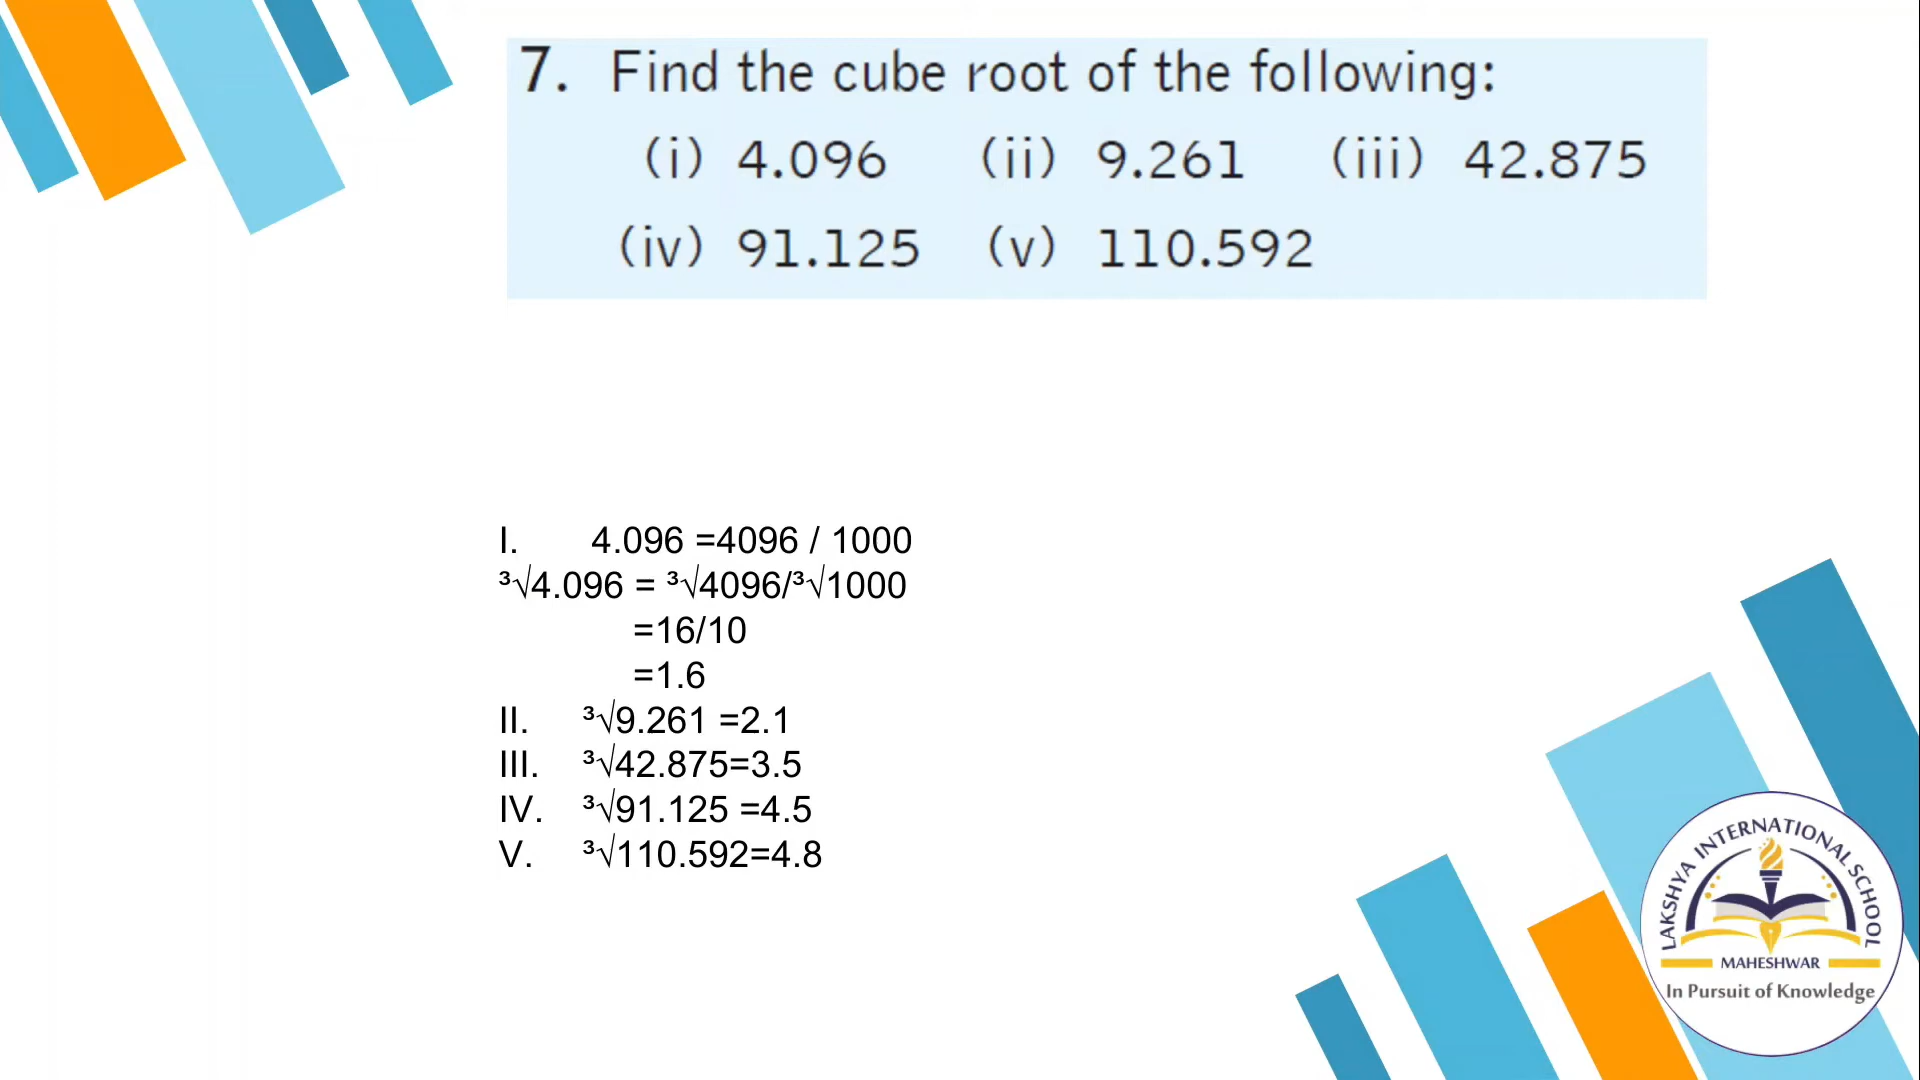 7. Find the cube root of the following:
(i) 4.096 (ii) 9.261 (iii) 42.875
(iv) 91.125 (v) 110.592
I. 4.096 =4096 / 1000
³√4.096 = ³√4096/³√1000
=16/10
=1.6
II. ³√9.261 =2.1
III. ³√42.875=3.5
IV. ³√91.125 =4.5
V. ³√110.592=4.8
LAKSHYA INTERNATIONAL SCHOOL
MAHESHWAR
In Pursuit of Knowledge